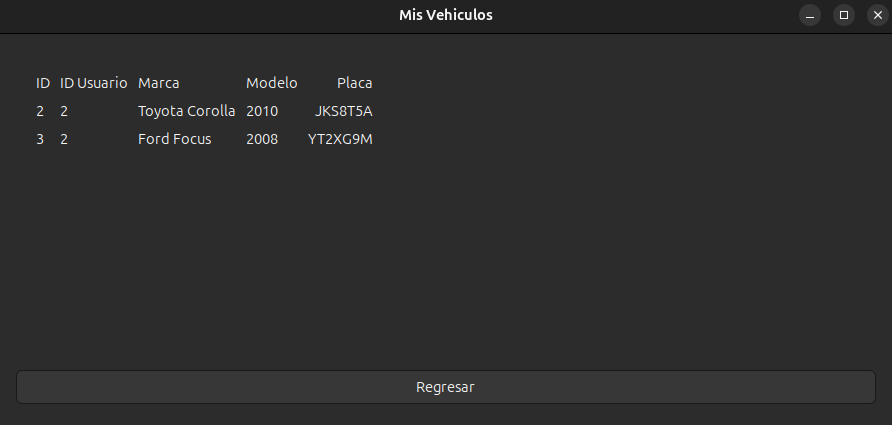 Mis Vehiculos
ID ID Usuario Marca Modelo Placa
2 2 Toyota Corolla 2010 JKS8T5A
3 2 Ford Focus 2008 YT2XG9M
Regresar